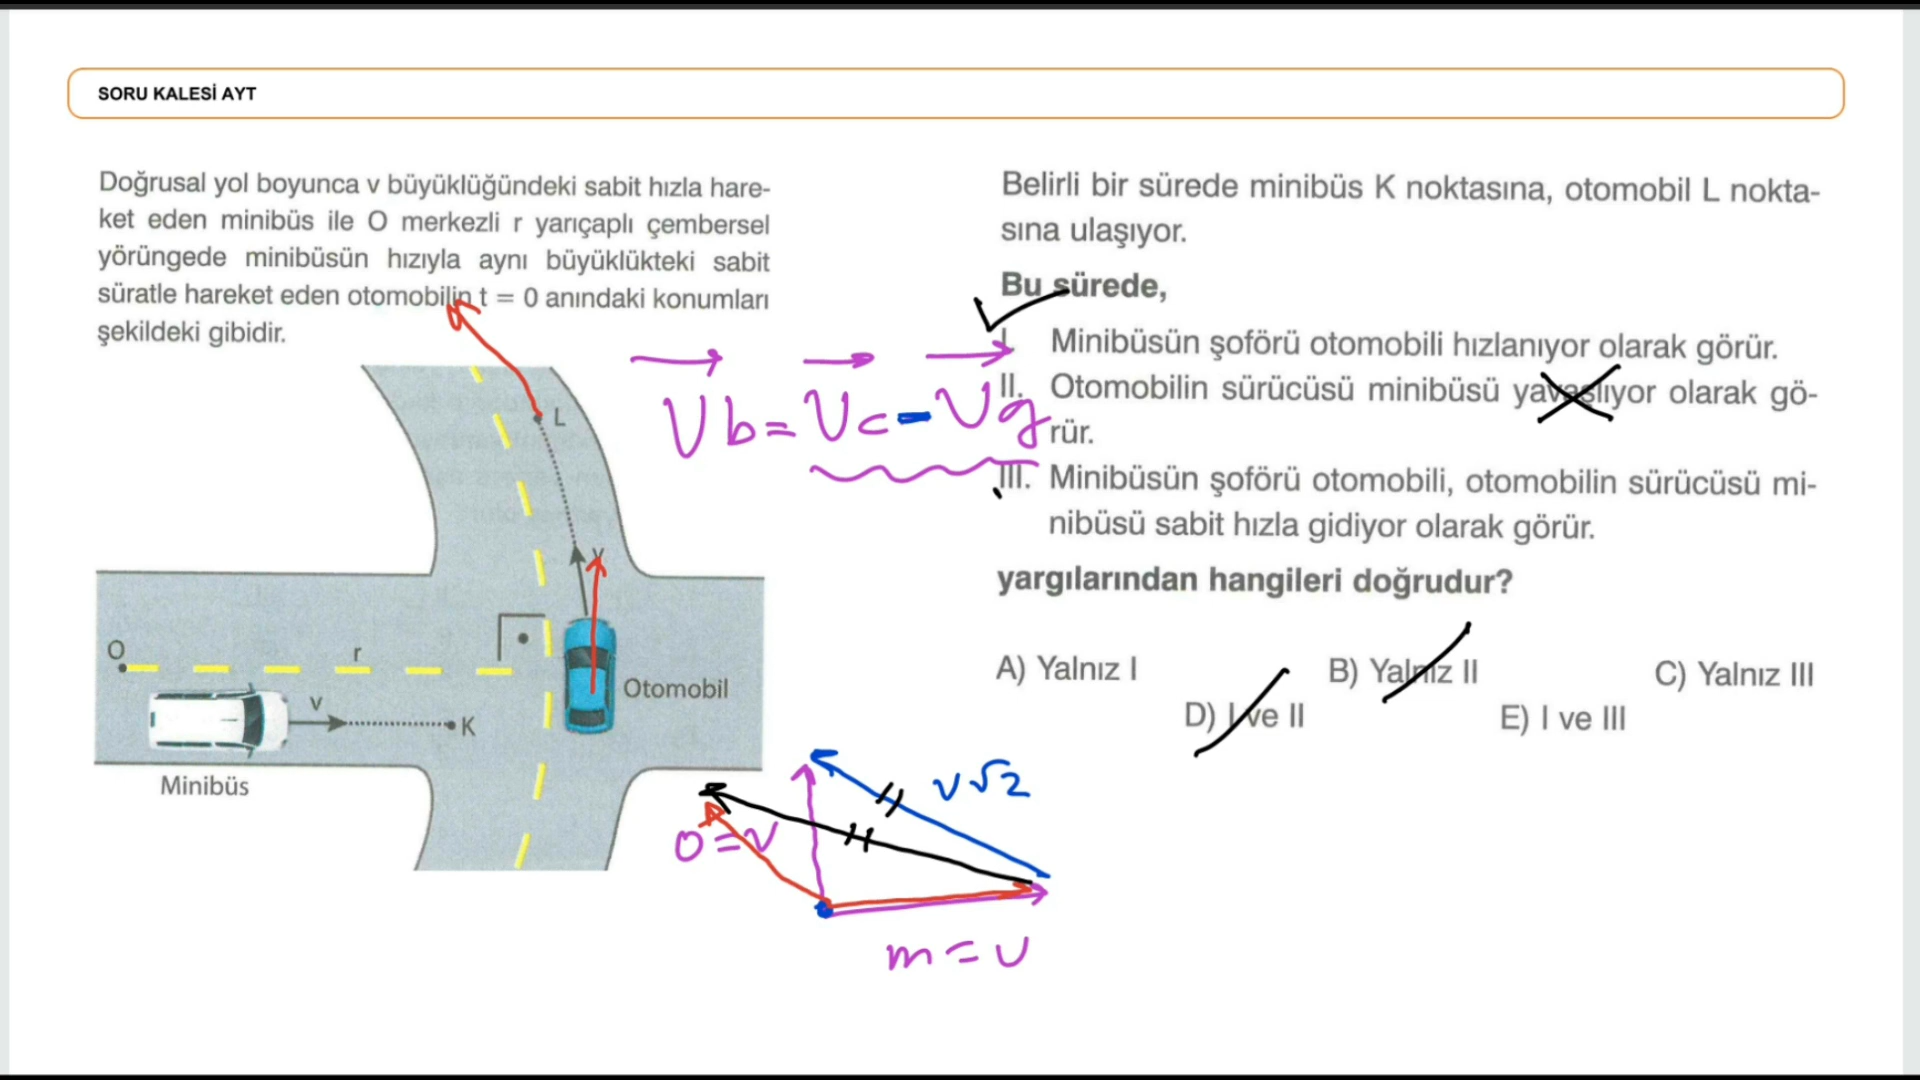 SORU KALESİ AYT
Doğrusal yol boyunca v büyüklüğündeki sabit hızla hare-
ket eden minibüs ile O merkezli r yarıçaplı çembersel
yörüngede minibüsün hızıyla aynı büyüklükteki sabit
süratle hareket eden otomobilin t = 0 anındaki konumları
şekildeki gibidir.
L
v
O
r
Otomobil
v
K
Minibüs
Vb = Vc - Vg
Belirli bir sürede minibüs K noktasına, otomobil L nokta-
sına ulaşıyor.
Bu sürede,
I. Minibüsün şoförü otomobili hızlanıyor olarak görür.
II. Otomobilin sürücüsü minibüsü yavaşlıyor olarak gö-
rür.
III. Minibüsün şoförü otomobili, otomobilin sürücüsü mi-
nibüsü sabit hızla gidiyor olarak görür.
yargılarından hangileri doğrudur?
A) Yalnız I B) Yalnız II C) Yalnız III
D) I ve II E) I ve III
v√2
O = v
m = v